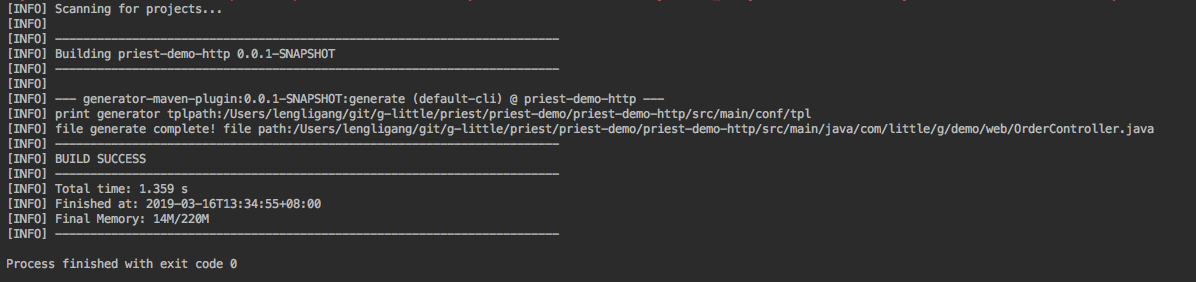 [INFO] Scanning for projects...
[INFO]
[INFO] ------------------------------------------------------------------------
[INFO] Building priest-demo-http 0.0.1-SNAPSHOT
[INFO] ------------------------------------------------------------------------
[INFO]
[INFO] --- generator-maven-plugin:0.0.1-SNAPSHOT:generate (default-cli) @ priest-demo-http ---
[INFO] print generator tplpath:/Users/lengligang/git/g-little/priest/priest-demo/priest-demo-http/src/main/conf/tpl
[INFO] file generate complete! file path:/Users/lengligang/git/g-little/priest/priest-demo/priest-demo-http/src/main/java/com/little/g/demo/web/OrderController.java
[INFO] ------------------------------------------------------------------------
[INFO] BUILD SUCCESS
[INFO] ------------------------------------------------------------------------
[INFO] Total time: 1.359 s
[INFO] Finished at: 2019-03-16T13:34:55+08:00
[INFO] Final Memory: 14M/220M
[INFO] ------------------------------------------------------------------------
Process finished with exit code 0